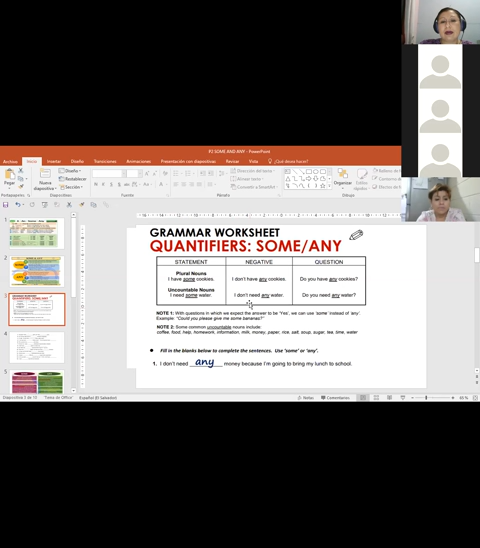 P2 SOME AND ANY - PowerPoint
Archivo Inicio Insertar Diseño Transiciones Animaciones Presentación con diapositivas Revisar Vista ¿Qué desea hacer?
Pegar
Nueva diapositiva
Diseño
Restablecer
Sección
Dirección del texto
Alinear texto
Convertir a SmartArt
Organizar
Estilos rápidos
Portapapeles Diapositivas Fuente Párrafo Dibujo
GRAMMAR WORKSHEET
QUANTIFIERS: SOME/ANY
STATEMENT NEGATIVE QUESTION
Plural Nouns
I have some cookies. I don't have any cookies. Do you have any cookies?
Uncountable Nouns
I need some water. I don't need any water. Do you need any water?
NOTE 1: With questions in which we expect the answer to be 'Yes', we can use 'some' instead of 'any'.
Example: "Could you please give me some bananas?"
NOTE 2: Some common uncountable nouns include:
coffee, food, help, homework, information, milk, money, paper, rice, salt, soup, sugar, tea, time, water
Fill in the blanks below to complete the sentences. Use 'some' or 'any'.
1. I don't need any money because I'm going to bring my lunch to school.
2
3
4
5
Español (El Salvador)
Notas Comentarios